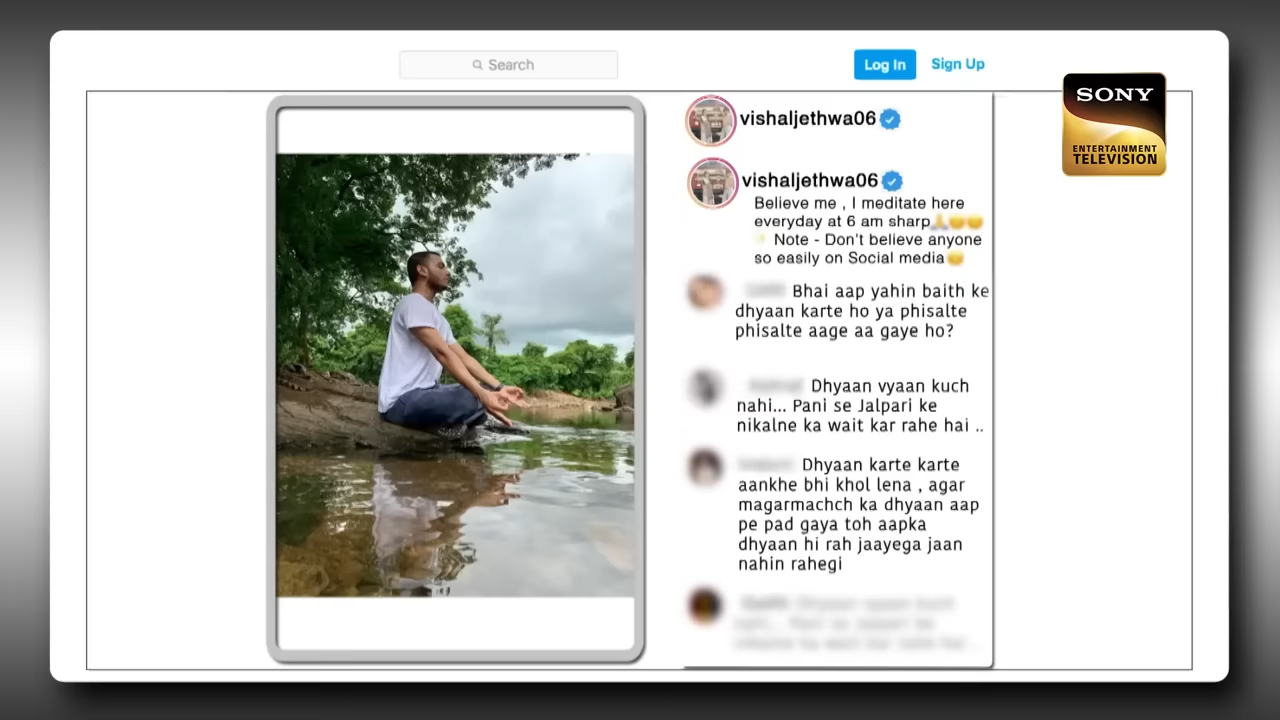 Search
Log In
Sign Up
SONY
ENTERTAINMENT
TELEVISION
vishaljethwa06
vishaljethwa06
Believe me , I meditate here
everyday at 6 am sharp🙏😊😊
✨ Note - Don't believe anyone
so easily on Social media😊
Bhai aap yahin baith ke
dhyaan karte ho ya phisalte
phisalte aage aa gaye ho?
Dhyaan vyaan kuch
nahi... Pani se Jalpari ke
nikalne ka wait kar rahe hai ..
Dhyaan karte karte
aankhe bhi khol lena , agar
magarmachch ka dhyaan aap
pe pad gaya toh aapka
dhyaan hi rah jaayega jaan
nahin rahegi